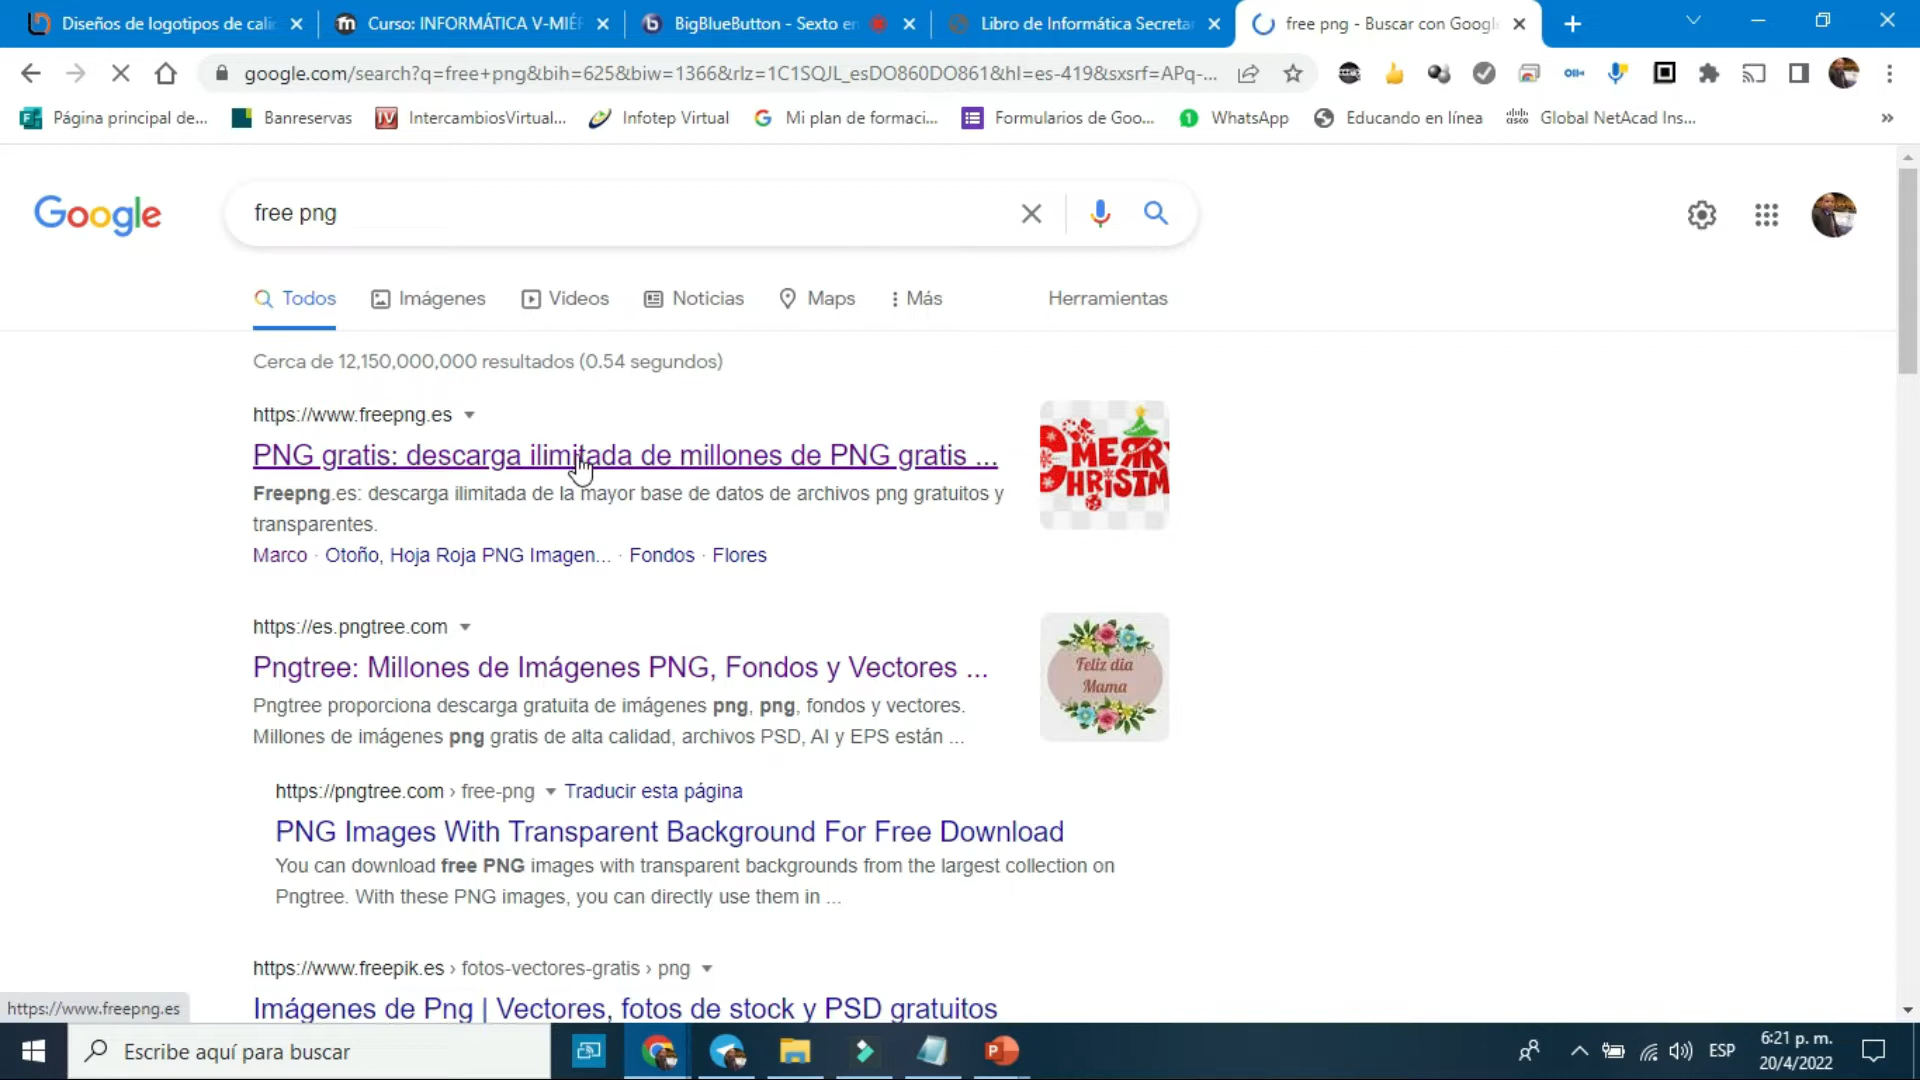 Diseños de logotipos de cali
Curso: INFORMÁTICA V-MIÉR
BigBlueButton - Sexto en
Libro de Informática Secretar
free png - Buscar con Google
google.com/search?q=free+png&bih=625&biw=1366&rlz=1C1SQJL_esDO860DO861&hl=es-419&sxsrf=APq-...
Página principal de...
Banreservas
IntercambiosVirtual...
Infotep Virtual
Mi plan de formaci...
Formularios de Goo...
WhatsApp
Educando en línea
Global NetAcad Ins...
»
Google
free png
Todos
Imágenes
Videos
Noticias
Maps
Más
Herramientas
Cerca de 12,150,000,000 resultados (0.54 segundos)
https://www.freepng.es
PNG gratis: descarga ilimitada de millones de PNG gratis ...
Freepng.es: descarga ilimitada de la mayor base de datos de archivos png gratuitos y
transparentes.
Marco · Otoño, Hoja Roja PNG Imagen... · Fondos · Flores
MERR
CHRISTM
https://es.pngtree.com
Pngtree: Millones de Imágenes PNG, Fondos y Vectores ...
Pngtree proporciona descarga gratuita de imágenes png, png, fondos y vectores.
Millones de imágenes png gratis de alta calidad, archivos PSD, AI y EPS están ...
Feliz dia
Mama
https://pngtree.com › free-png
Traducir esta página
PNG Images With Transparent Background For Free Download
You can download free PNG images with transparent backgrounds from the largest collection on
Pngtree. With these PNG images, you can directly use them in ...
https://www.freepik.es › fotos-vectores-gratis › png
Imágenes de Png | Vectores, fotos de stock y PSD gratuitos
https://www.freepng.es
Escribe aquí para buscar
ESP
6:21 p. m.
20/4/2022